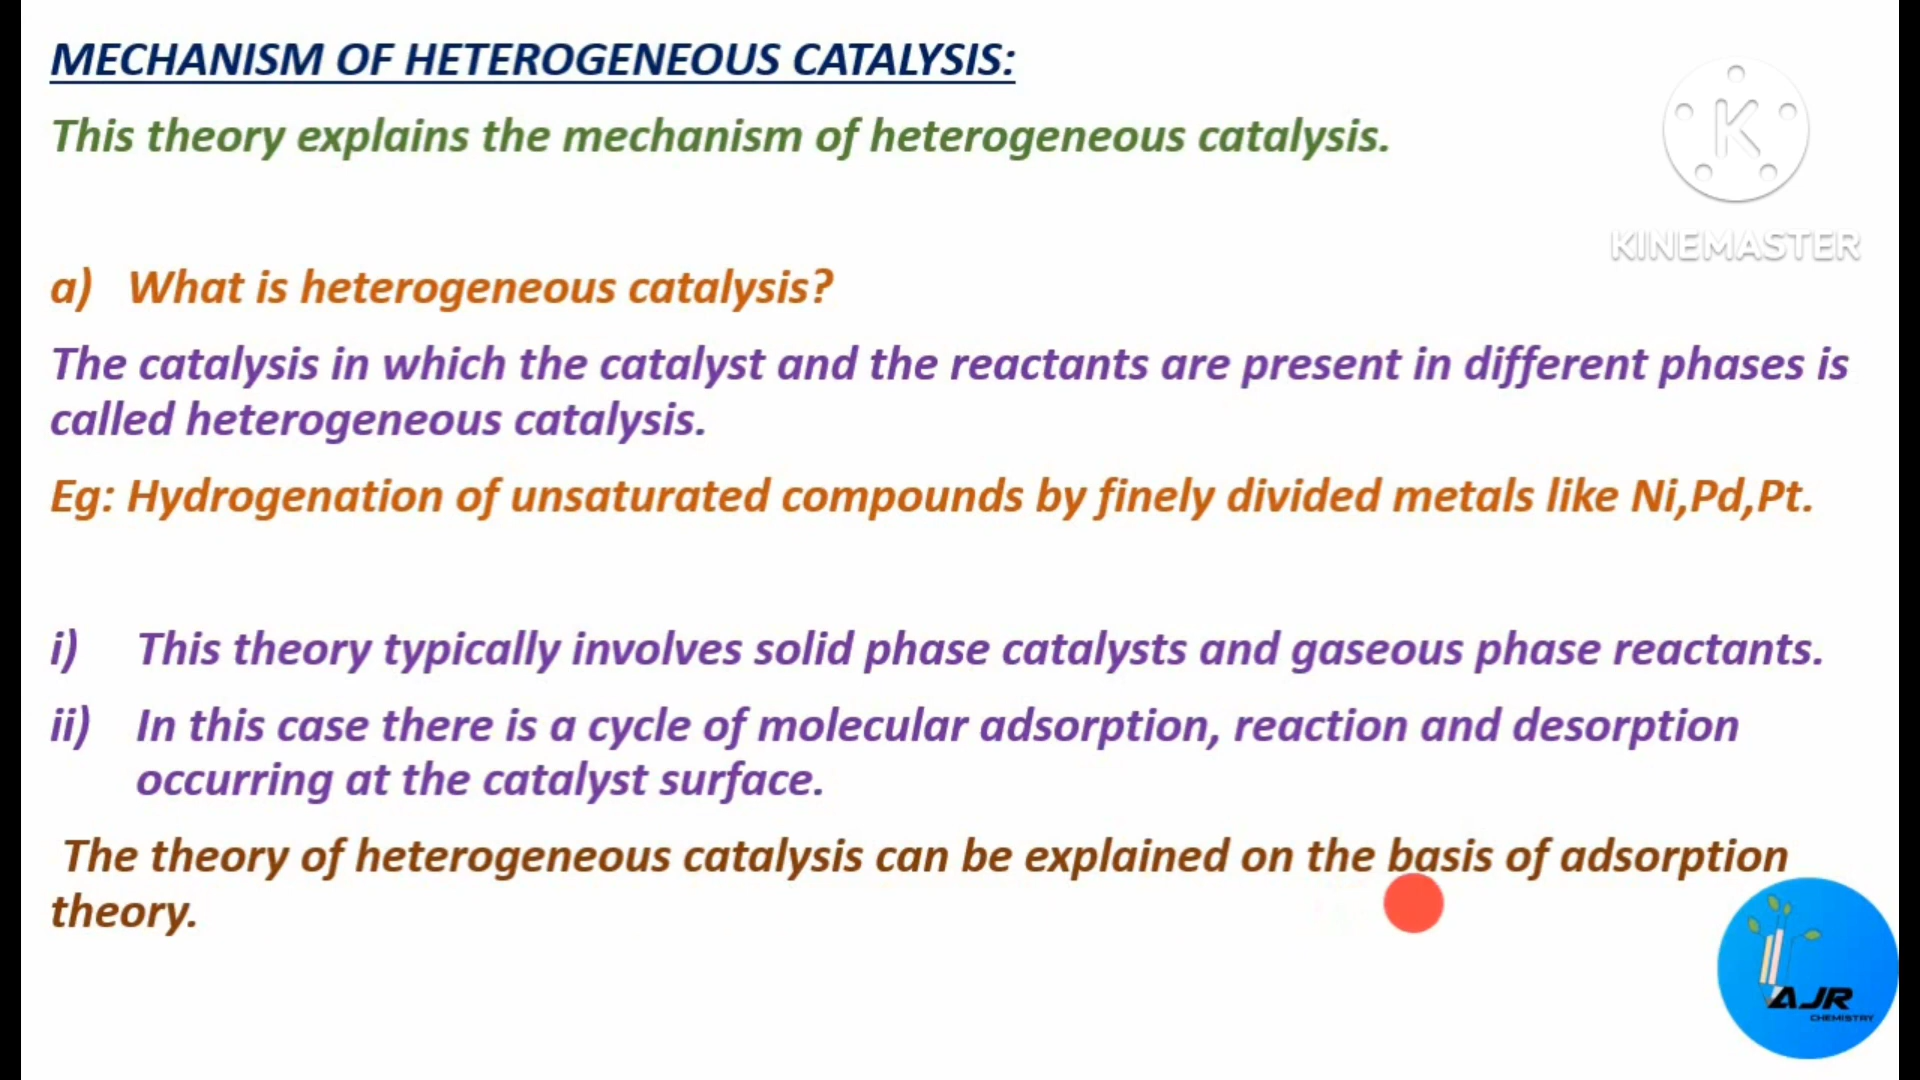 MECHANISM OF HETEROGENEOUS CATALYSIS:
This theory explains the mechanism of heterogeneous catalysis.
K
KINEMASTER
a) What is heterogeneous catalysis?
The catalysis in which the catalyst and the reactants are present in different phases is
called heterogeneous catalysis.
Eg: Hydrogenation of unsaturated compounds by finely divided metals like Ni,Pd,Pt.
i) This theory typically involves solid phase catalysts and gaseous phase reactants.
ii) In this case there is a cycle of molecular adsorption, reaction and desorption
occurring at the catalyst surface.
The theory of heterogeneous catalysis can be explained on the basis of adsorption
theory.
AJR
CHEMISTRY